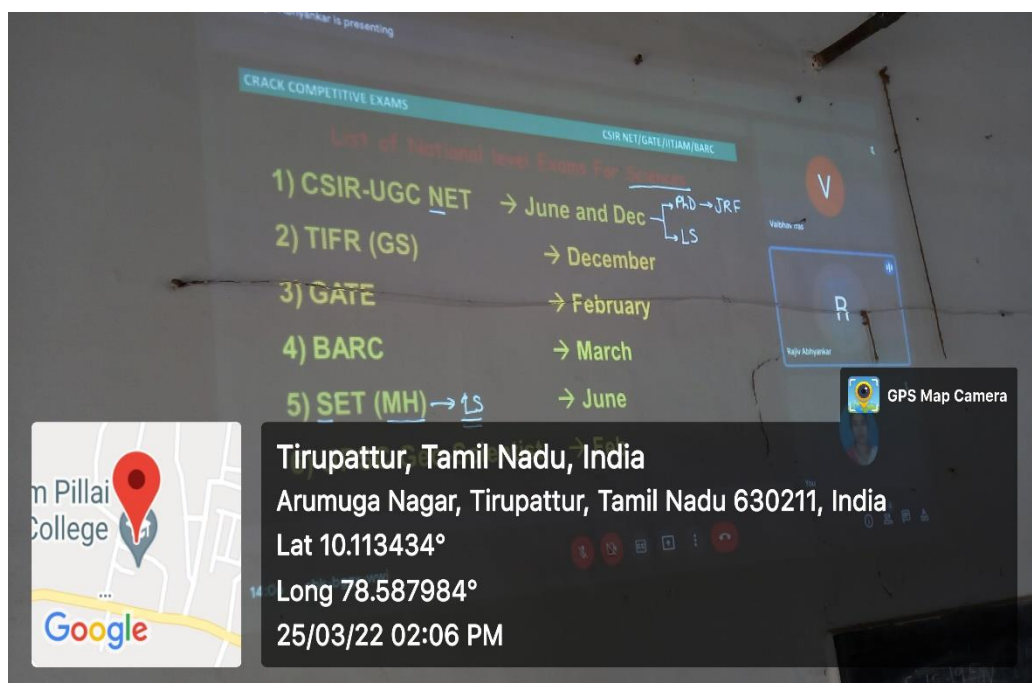 Abhyankar is presenting
CRACK COMPETITIVE EXAMS
CSIR NET/GATE/IITJAM/BARC
List of National level Exams For Sciences
1) CSIR-UGC NET → June and Dec → PhD → JRF
→ LS
2) TIFR (GS) → December
3) GATE → February
4) BARC → March
5) SET (MH) → LS → June
V
R
Rajiv Abhyankar
You
GPS Map Camera
m Pillai
College
Google
Tirupattur, Tamil Nadu, India
Arumuga Nagar, Tirupattur, Tamil Nadu 630211, India
Lat 10.113434°
Long 78.587984°
25/03/22 02:06 PM